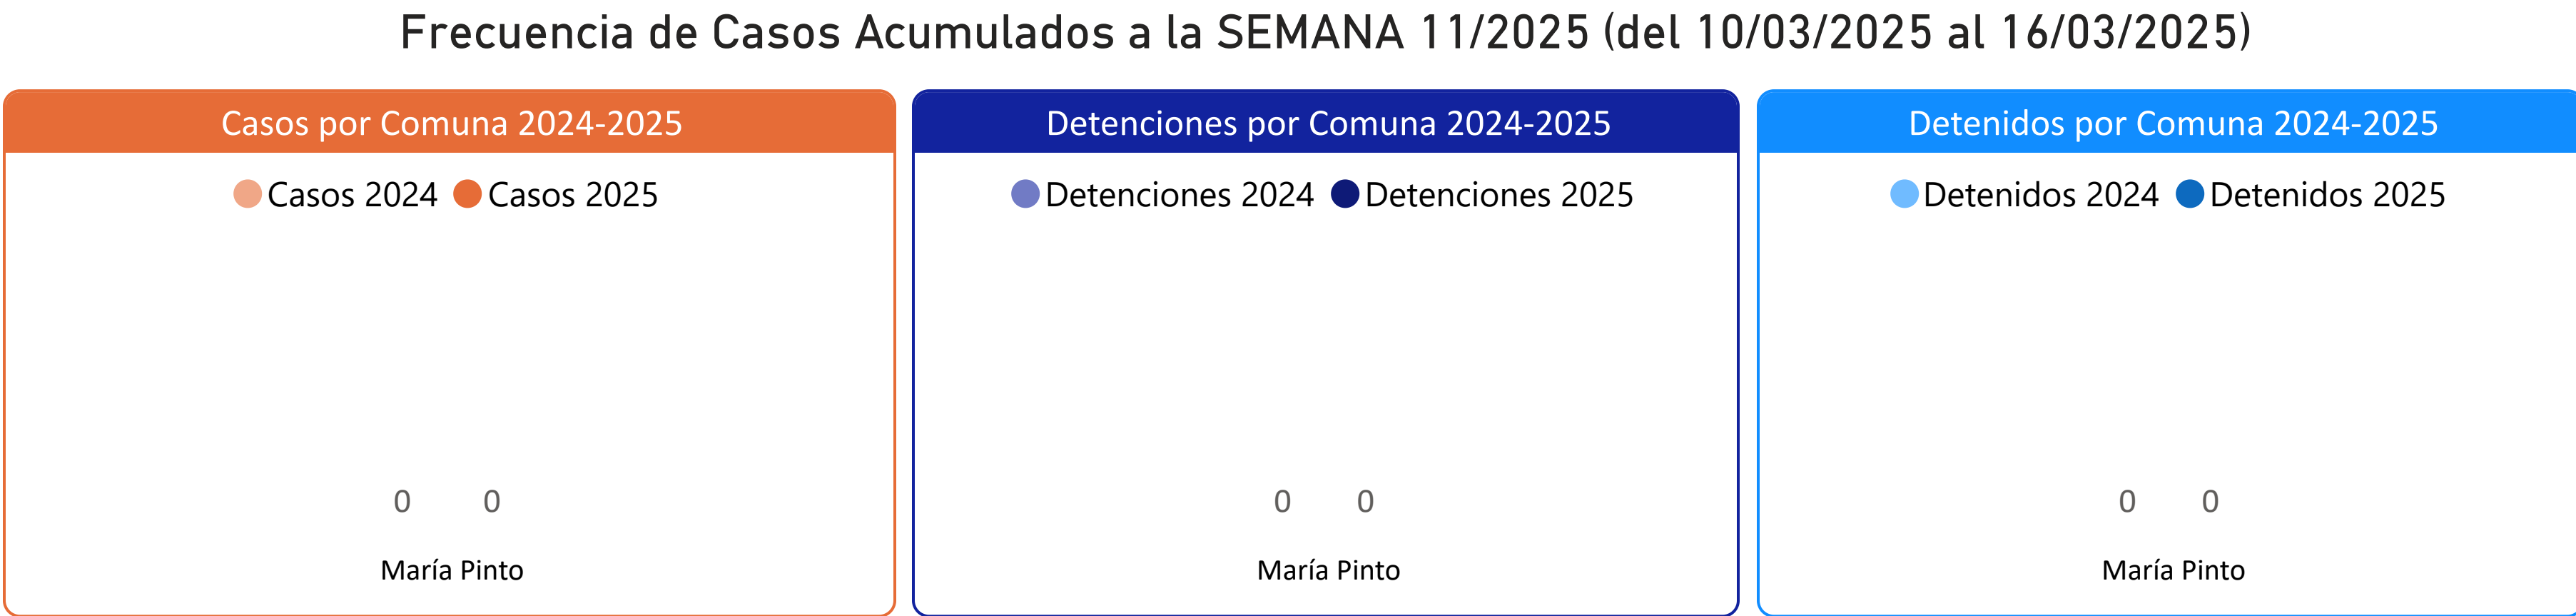 Frecuencia de Casos Acumulados a la SEMANA 11/2025 (del 10/03/2025 al 16/03/2025)
Casos por Comuna 2024-2025
Casos 2024 Casos 2025
0 0
María Pinto
Detenciones por Comuna 2024-2025
Detenciones 2024 Detenciones 2025
0 0
María Pinto
Detenidos por Comuna 2024-2025
Detenidos 2024 Detenidos 2025
0 0
María Pinto